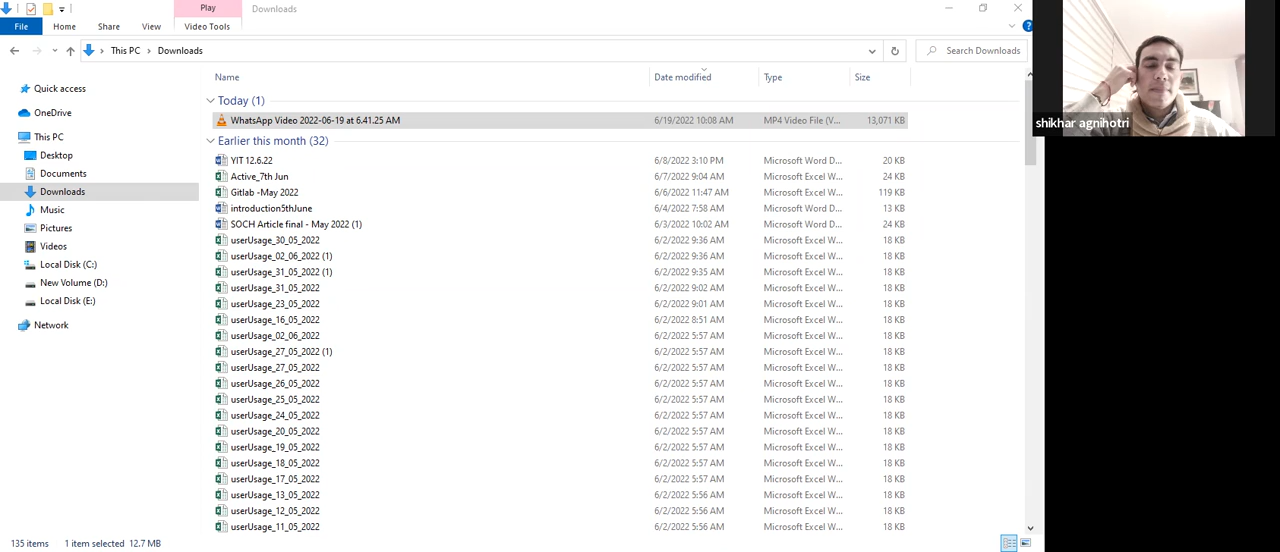 Play Downloads
File Home Share View Video Tools
This PC Downloads Search Downloads
Name Date modified Type Size
Quick access
OneDrive
This PC
Desktop
Documents
Downloads
Music
Pictures
Videos
Local Disk (C:)
New Volume (D:)
Local Disk (E:)
Network
Today (1)
WhatsApp Video 2022-06-19 at 6.41.25 AM 6/19/2022 10:08 AM MP4 Video File (V... 13,071 KB
Earlier this month (32)
YIT 12.6.22 6/8/2022 3:10 PM Microsoft Word D... 20 KB
Active_7th Jun 6/7/2022 9:04 AM Microsoft Excel W... 24 KB
Gitlab -May 2022 6/6/2022 11:47 AM Microsoft Excel W... 119 KB
introduction5thJune 6/4/2022 7:58 AM Microsoft Word D... 13 KB
SOCH Article final - May 2022 (1) 6/3/2022 10:02 AM Microsoft Word D... 24 KB
userUsage_30_05_2022 6/2/2022 9:36 AM Microsoft Excel W... 18 KB
userUsage_02_06_2022 (1) 6/2/2022 9:36 AM Microsoft Excel W... 18 KB
userUsage_31_05_2022 (1) 6/2/2022 9:35 AM Microsoft Excel W... 18 KB
userUsage_31_05_2022 6/2/2022 9:02 AM Microsoft Excel W... 18 KB
userUsage_23_05_2022 6/2/2022 9:01 AM Microsoft Excel W... 18 KB
userUsage_16_05_2022 6/2/2022 8:51 AM Microsoft Excel W... 18 KB
userUsage_02_06_2022 6/2/2022 5:57 AM Microsoft Excel W... 18 KB
userUsage_27_05_2022 (1) 6/2/2022 5:57 AM Microsoft Excel W... 18 KB
userUsage_27_05_2022 6/2/2022 5:57 AM Microsoft Excel W... 18 KB
userUsage_26_05_2022 6/2/2022 5:57 AM Microsoft Excel W... 18 KB
userUsage_25_05_2022 6/2/2022 5:57 AM Microsoft Excel W... 18 KB
userUsage_24_05_2022 6/2/2022 5:57 AM Microsoft Excel W... 18 KB
userUsage_20_05_2022 6/2/2022 5:57 AM Microsoft Excel W... 18 KB
userUsage_19_05_2022 6/2/2022 5:57 AM Microsoft Excel W... 18 KB
userUsage_18_05_2022 6/2/2022 5:57 AM Microsoft Excel W... 18 KB
userUsage_17_05_2022 6/2/2022 5:57 AM Microsoft Excel W... 18 KB
userUsage_13_05_2022 6/2/2022 5:56 AM Microsoft Excel W... 18 KB
userUsage_12_05_2022 6/2/2022 5:56 AM Microsoft Excel W... 18 KB
userUsage_11_05_2022 6/2/2022 5:56 AM Microsoft Excel W... 18 KB
135 items 1 item selected 12.7 MB
shikhar agnihotri